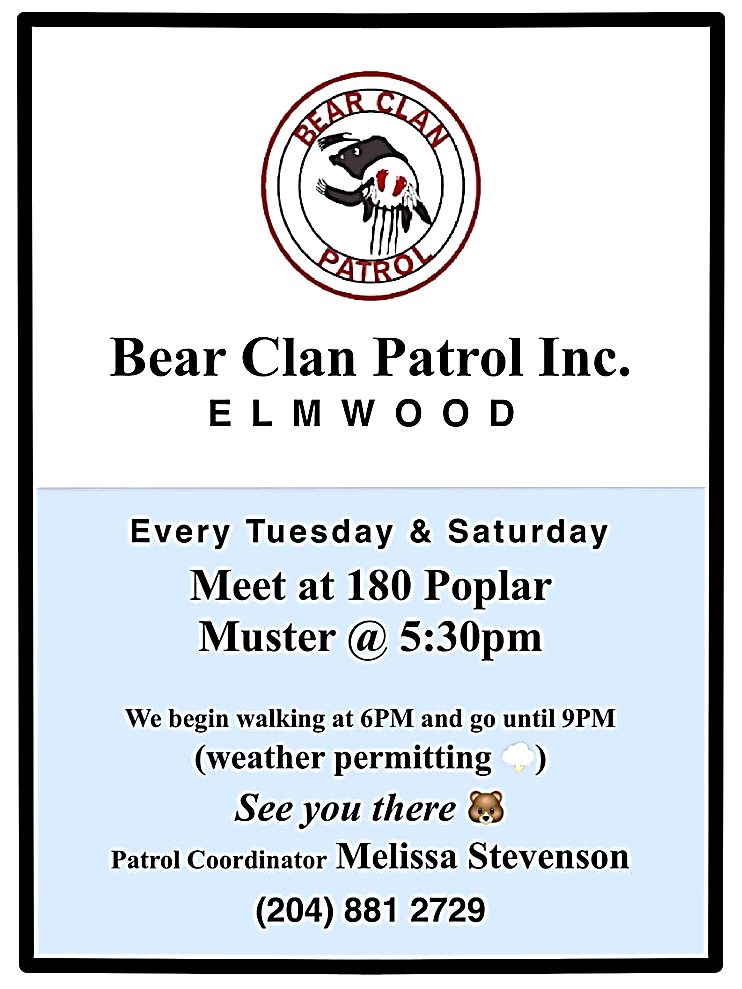 BEAR CLAN
PATROL
Bear Clan Patrol Inc.
ELMWOOD
Every Tuesday & Saturday
Meet at 180 Poplar
Muster @ 5:30pm
We begin walking at 6PM and go until 9PM
(weather permitting 🌩️)
See you there 🐻
Patrol Coordinator Melissa Stevenson
(204) 881 2729